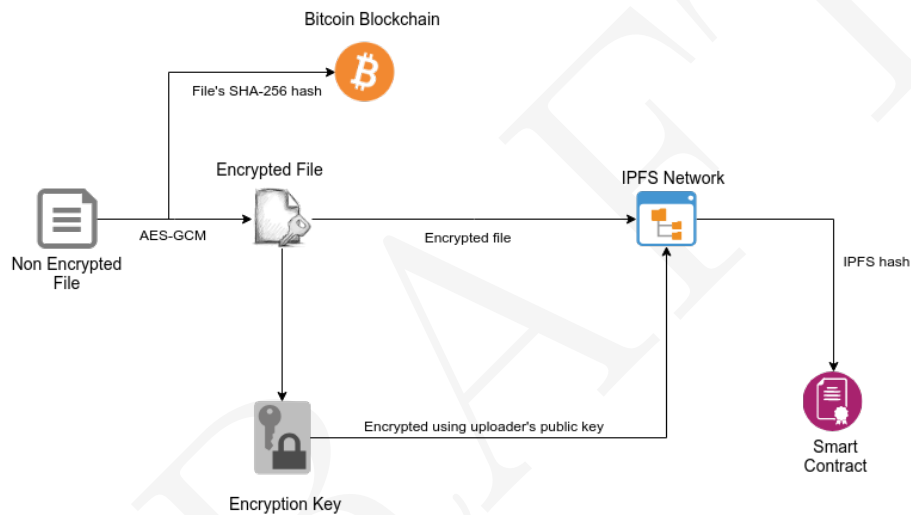 Bitcoin Blockchain
File's SHA-256 hash
Encrypted File
IPFS Network
AES-GCM
Encrypted file
Non Encrypted
File
IPFS hash
Encrypted using uploader's public key
Smart
Contract
Encryption Key